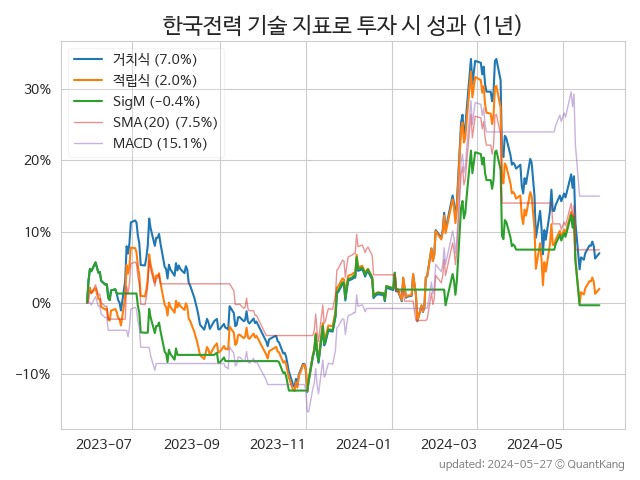 한국전력 기술 지표로 투자 시 성과 (1년)
거치식 (7.0%)
적립식 (2.0%)
SigM (−0.4%)
SMA(20) (7.5%)
MACD (15.1%)
30%
20%
10%
0%
−10%
2023-07 2023-09 2023-11 2024-01 2024-03 2024-05
updated: 2024-05-27 © QuantKang